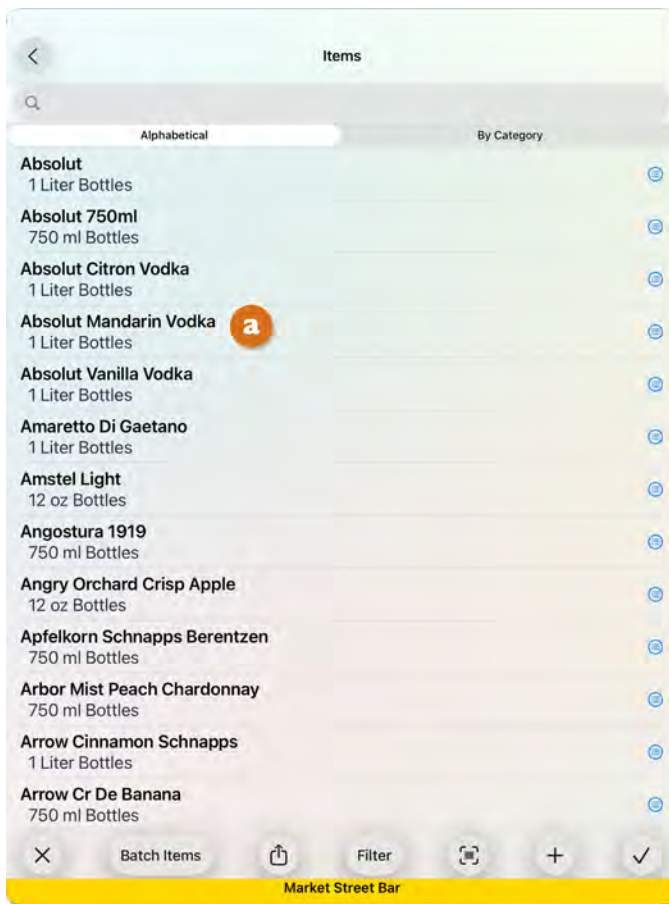 Items
Alphabetical
By Category
Absolut
1 Liter Bottles
Absolut 750ml
750 ml Bottles
Absolut Citron Vodka
1 Liter Bottles
Absolut Mandarin Vodka
a
1 Liter Bottles
Absolut Vanilla Vodka
1 Liter Bottles
Amaretto Di Gaetano
1 Liter Bottles
Amstel Light
12 oz Bottles
Angostura 1919
750 ml Bottles
Angry Orchard Crisp Apple
12 oz Bottles
Apfelkorn Schnapps Berentzen
750 ml Bottles
Arbor Mist Peach Chardonnay
750 ml Bottles
Arrow Cinnamon Schnapps
1 Liter Bottles
Arrow Cr De Banana
750 ml Bottles
Batch Items
Filter
Market Street Bar